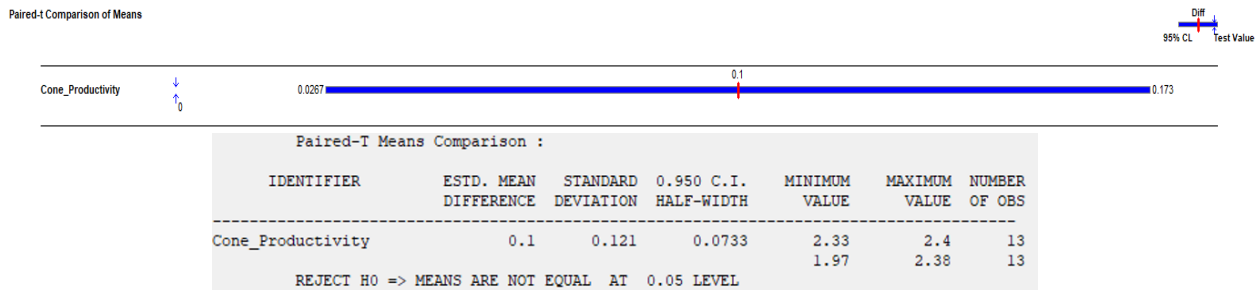 Paired-t Comparison of Means
Diff
95% CL Test Value
0.1
Cone_Productivity 0 0.0267 0.173
Paired-T Means Comparison :
IDENTIFIER ESTD. MEAN STANDARD 0.950 C.I. MINIMUM MAXIMUM NUMBER
DIFFERENCE DEVIATION HALF-WIDTH VALUE VALUE OF OBS
Cone_Productivity 0.1 0.121 0.0733 2.33 2.4 13
1.97 2.38 13
REJECT H0 => MEANS ARE NOT EQUAL AT 0.05 LEVEL